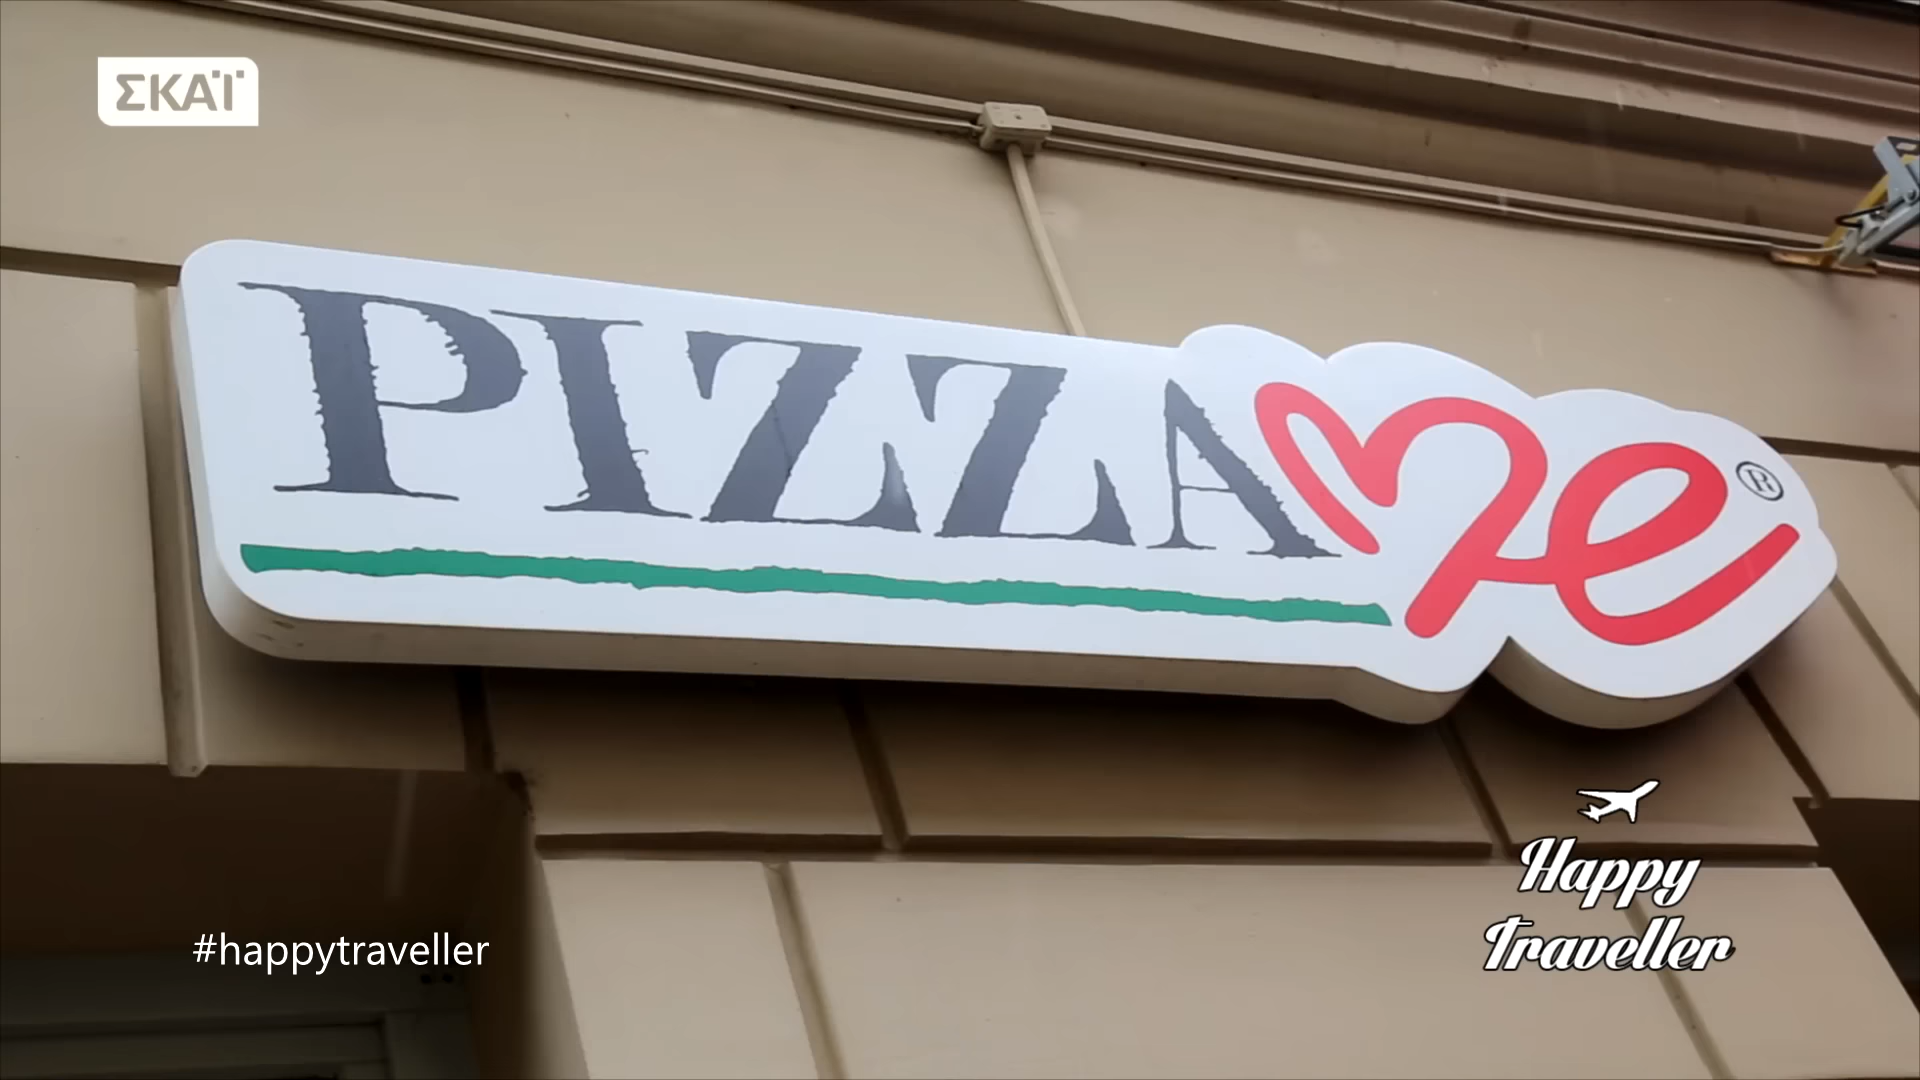 ΣΚΑΪ
PIZZA me ®
#happytraveller
Happy
Traveller